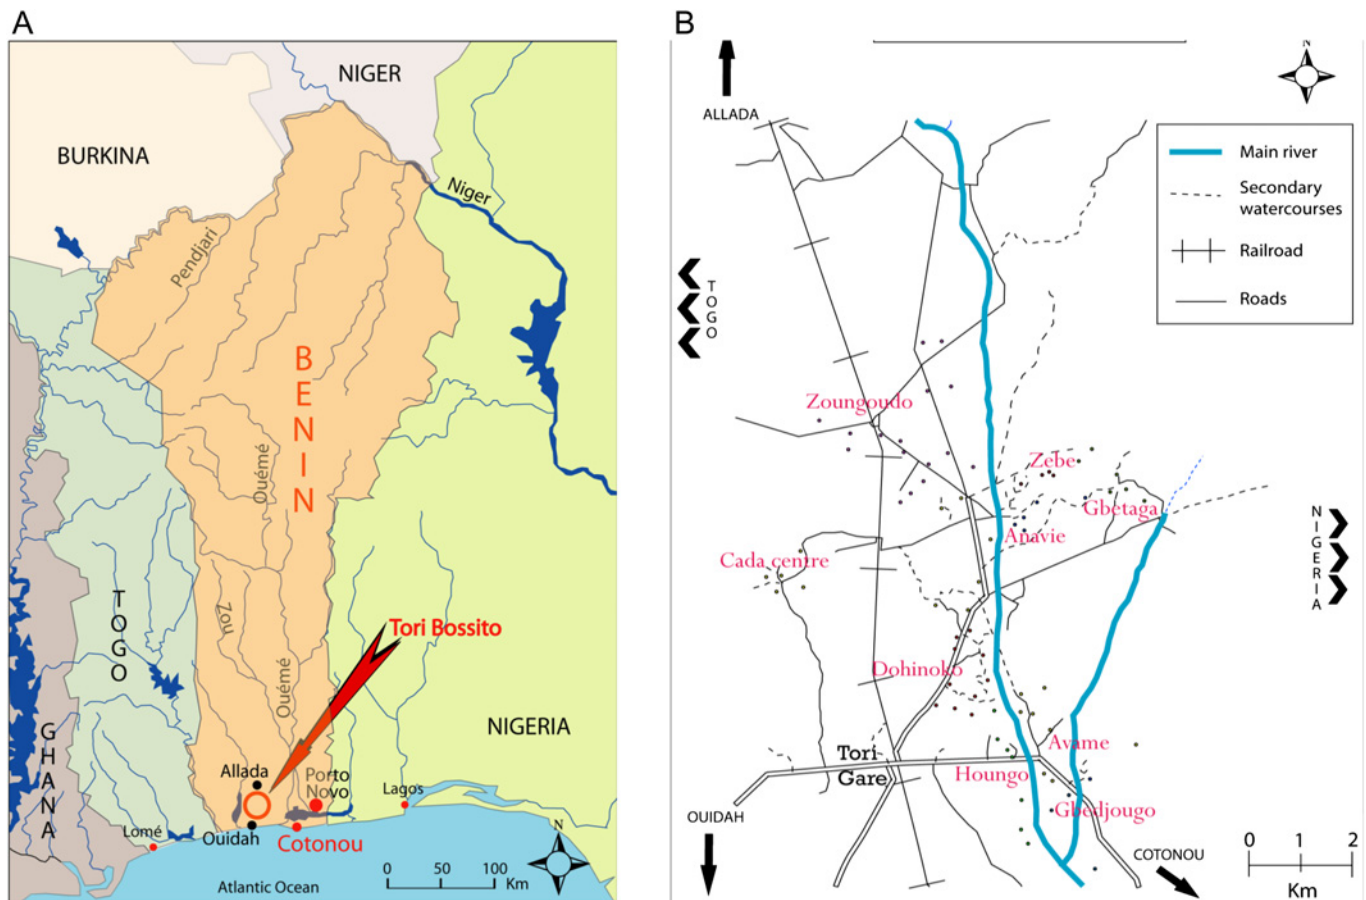 A
NIGER
BURKINA
Niger
Pendjari
BENIN
Ouémé
TOGO
Zou
Tori Bossito
Ouémé
GHANA
NIGERIA
Allada
Porto
Novo
Lagos
Lomé
Ouidah
Cotonou
Atlantic Ocean
N
0 50 100
Km
B
N
ALLADA
Main river
Secondary
watercourses
Railroad
Roads
TOGO
Zoungoudo
Zebe
Gbetaga
Anavie
NIGERIA
Cada centre
Dohinoko
Avame
Tori
Gare
Houngo
Gbedjougo
OUIDAH
COTONOU
0 1 2
Km